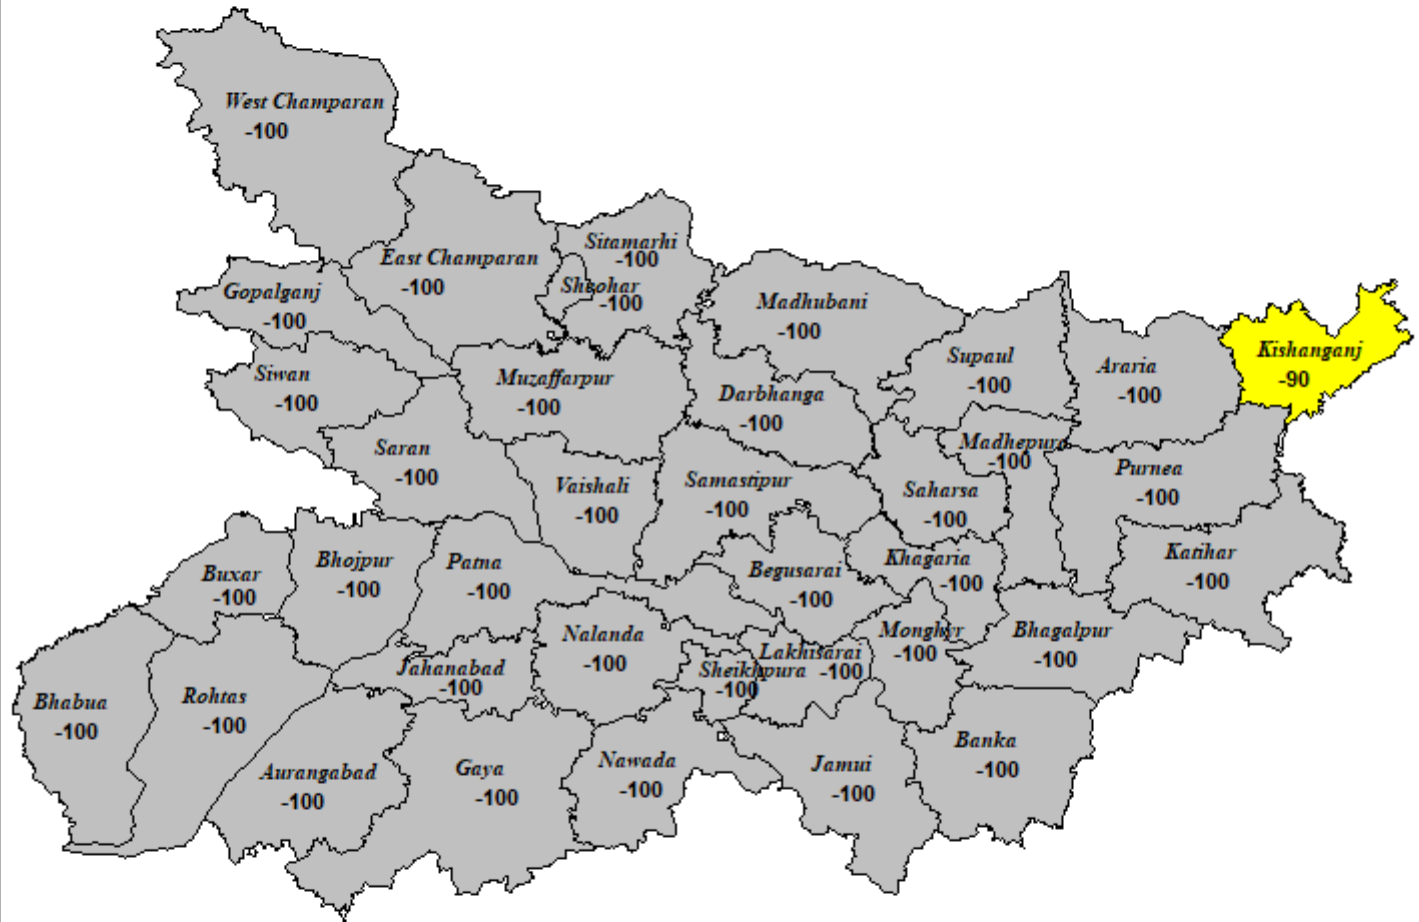 West Champaran
-100
Sitamarhi
-100
East Champaran
-100
Sheohar
-100
Gopalganj
-100
Madhubani
-100
Kishanganj
-90
Supaul
-100
Araria
-100
Siwan
-100
Muzaffarpur
-100
Darbhanga
-100
Saran
-100
Madhepura
-100
Vaishali
-100
Samastipur
-100
Saharsa
-100
Purnea
-100
Buxar
-100
Bhojpur
-100
Patna
-100
Begusarai
-100
Khagaria
-100
Katihar
-100
Nalanda
-100
Monghyr
-100
Bhagalpur
-100
Jahanabad
-100
Sheikhpura
-100
Lakhisarai
-100
Bhabua
-100
Rohtas
-100
Aurangabad
-100
Gaya
-100
Nawada
-100
Jamui
-100
Banka
-100